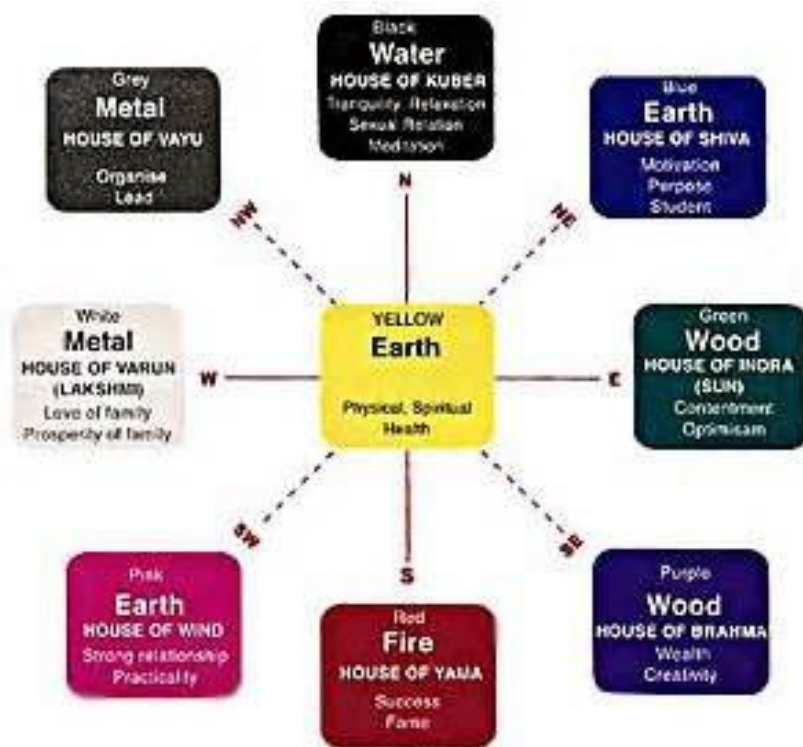 Black
Water
HOUSE OF KUBER
Tranquility Relaxation
Sexual Relation
Meditation
Grey
Metal
HOUSE OF VAYU
Organise
Lead
Blue
Earth
HOUSE OF SHIVA
Motivation
Purpose
Student
N
NW
NE
White
Metal
HOUSE OF VARUN
(LAKSHMI)
Love of family
Prosperity of family
W
YELLOW
Earth
Physical, Spiritual
Health
E
Green
Wood
HOUSE OF INDRA
(SUN)
Contentment
Optimisam
SW
S
SE
Pink
Earth
HOUSE OF WIND
Strong relationship
Practicality
Red
Fire
HOUSE OF YAMA
Success
Fame
Purple
Wood
HOUSE OF BRAHMA
Wealth
Creativity